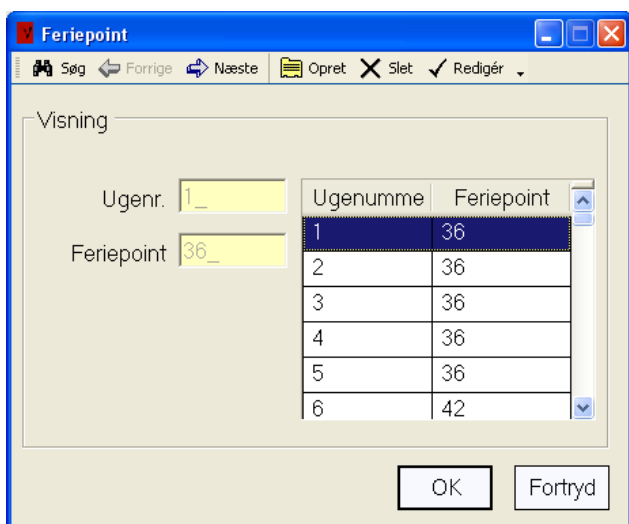 Feriepoint
Søg Forrige Næste Opret Slet Redigér
Visning
Ugenr. 1_
Feriepoint 36_
Ugenumme Feriepoint
1 36
2 36
3 36
4 36
5 36
6 42
OK Fortryd